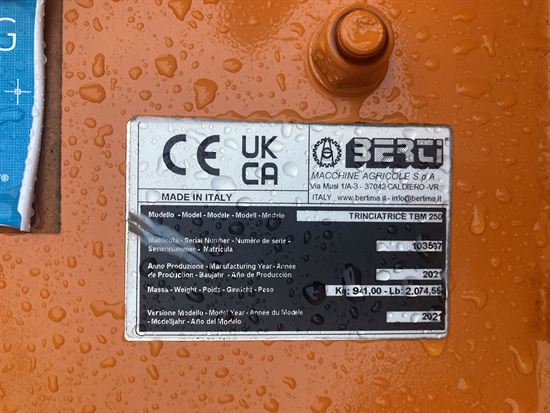 G
®
CE
UK
CA
BERTI
MACCHINE AGRICOLE S.p.A.
Via Musi 1/A-3 - 37042 CALDIERO -VR
ITALY www.bertima.it - info@bertima.it
MADE IN ITALY
Modello - Model - Modèle - Modell - Modelo
TRINCIATRICE TBM 250
Matricola - Serial Number - Numéro de serie -
Seriennummer - Matrícula
103537
Anno Produzione - Manufacturing Year - Année
de Production - Baujahr - Año de Producción
2021
Massa - Weight - Poids - Gewicht - Peso
Kg: 941,00 - Lb: 2.074,55
Versione Modello - Model Year - Année du Modèle
- Modelljahr - Año del Modelo
2021